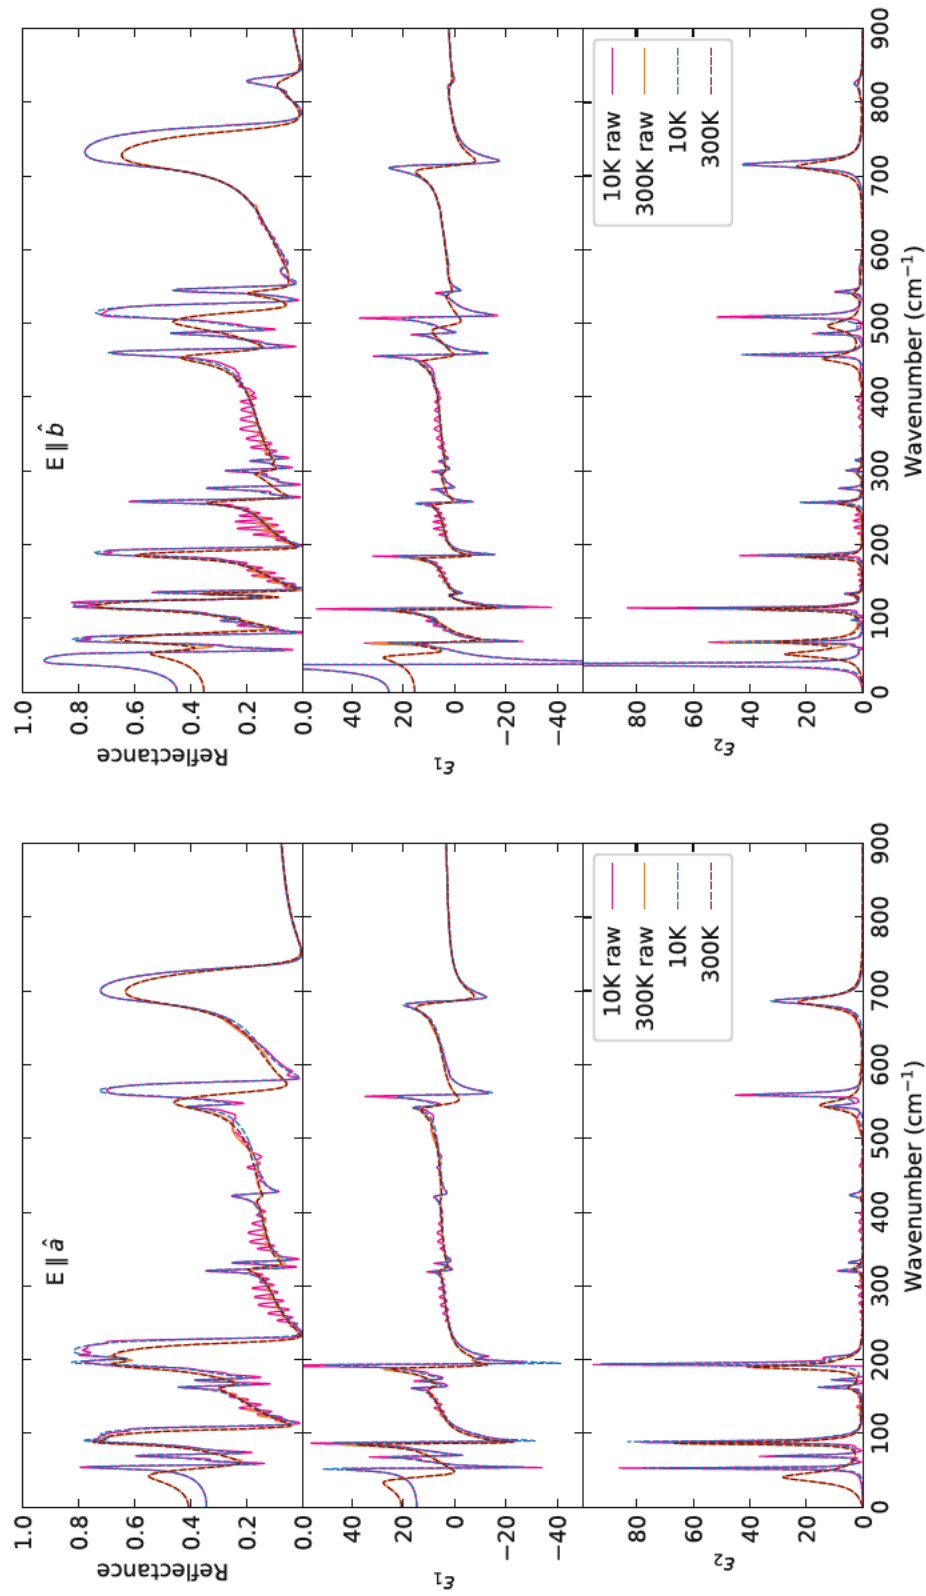 E ∥ â
1.0
0.8
0.6
0.4
0.2
0.0
Reflectance
40
20
0
−20
−40
ε₁
80
60
40
20
0
ε₂
10K raw
300K raw
10K
300K
0 100 200 300 400 500 600 700 800 900
Wavenumber (cm⁻¹)
E ∥ b̂
1.0
0.8
0.6
0.4
0.2
0.0
Reflectance
40
20
0
−20
−40
ε₁
80
60
40
20
0
ε₂
10K raw
300K raw
10K
300K
0 100 200 300 400 500 600 700 800 900
Wavenumber (cm⁻¹)